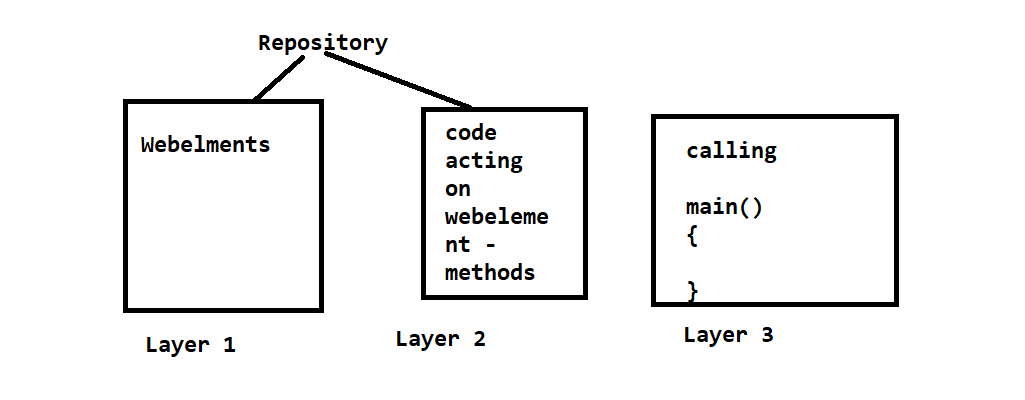 Repository
Webelments
code
acting
on
webeleme
nt -
methods
calling
main()
{
}
Layer 1
Layer 2
Layer 3